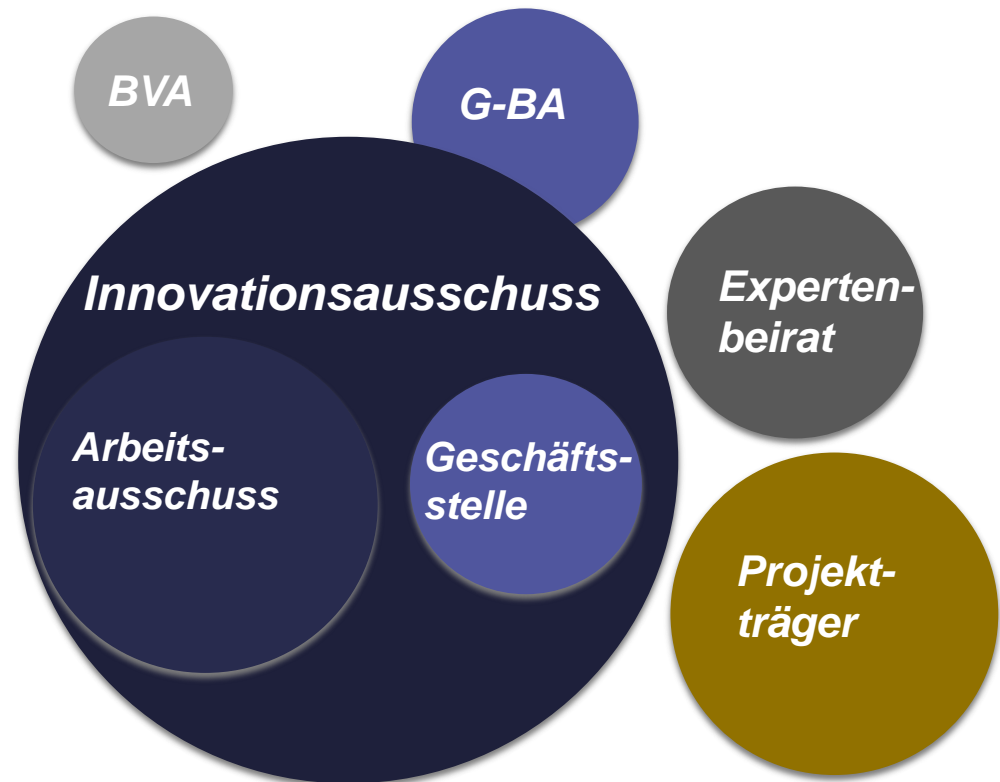 BVA
G-BA
Innovationsausschuss
Experten-
beirat
Arbeits-
ausschuss
Geschäfts-
stelle
Projekt-
träger